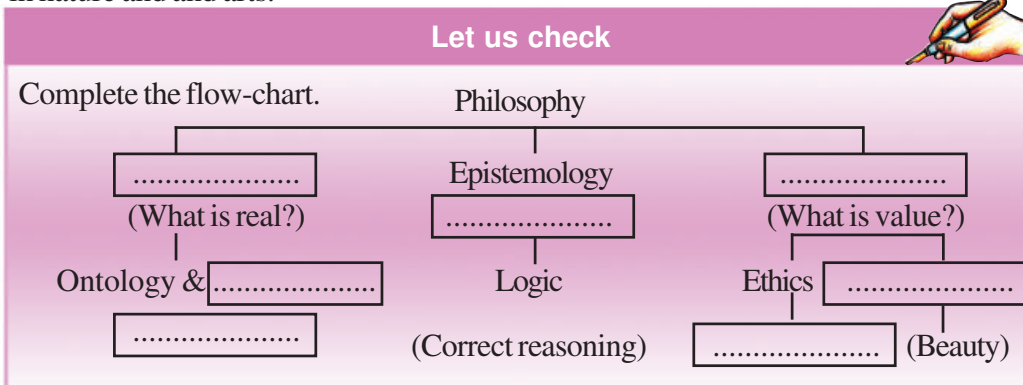 in nature and and arts.
Let us check
Complete the flow-chart.
Philosophy
.....................
Epistemology
.....................
(What is real?)
.....................
(What is value?)
Ontology & .....................
Logic
Ethics .....................
.....................
(Correct reasoning)
.....................
(Beauty)